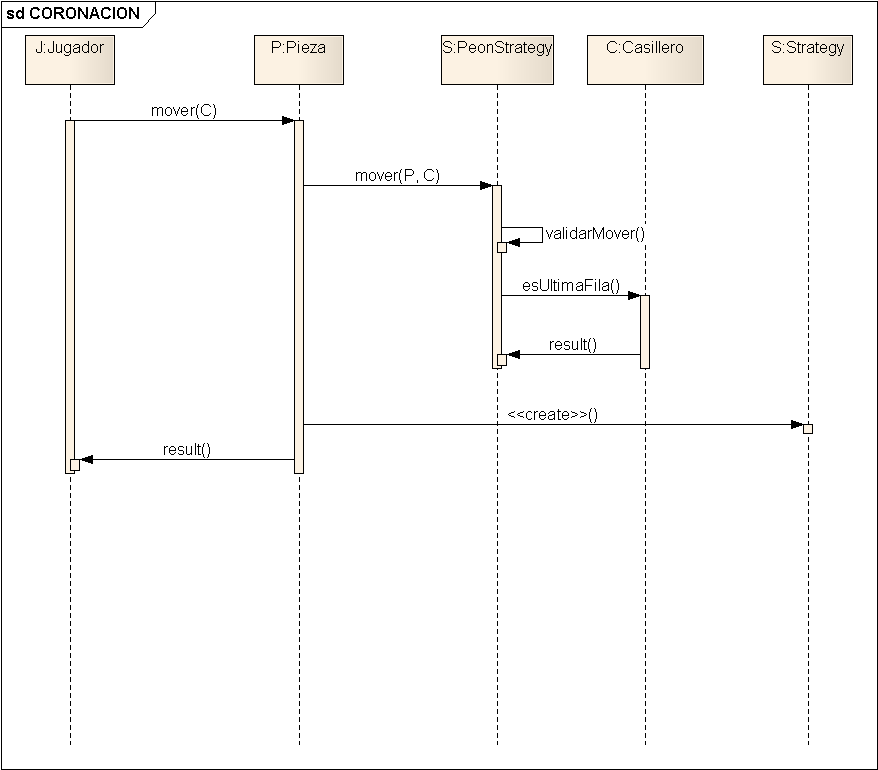 sd CORONACION
J:Jugador
P:Pieza
S:PeonStrategy
C:Casillero
S:Strategy
mover(C)
mover(P, C)
validarMover()
esUltimaFila()
result()
<<create>>()
result()